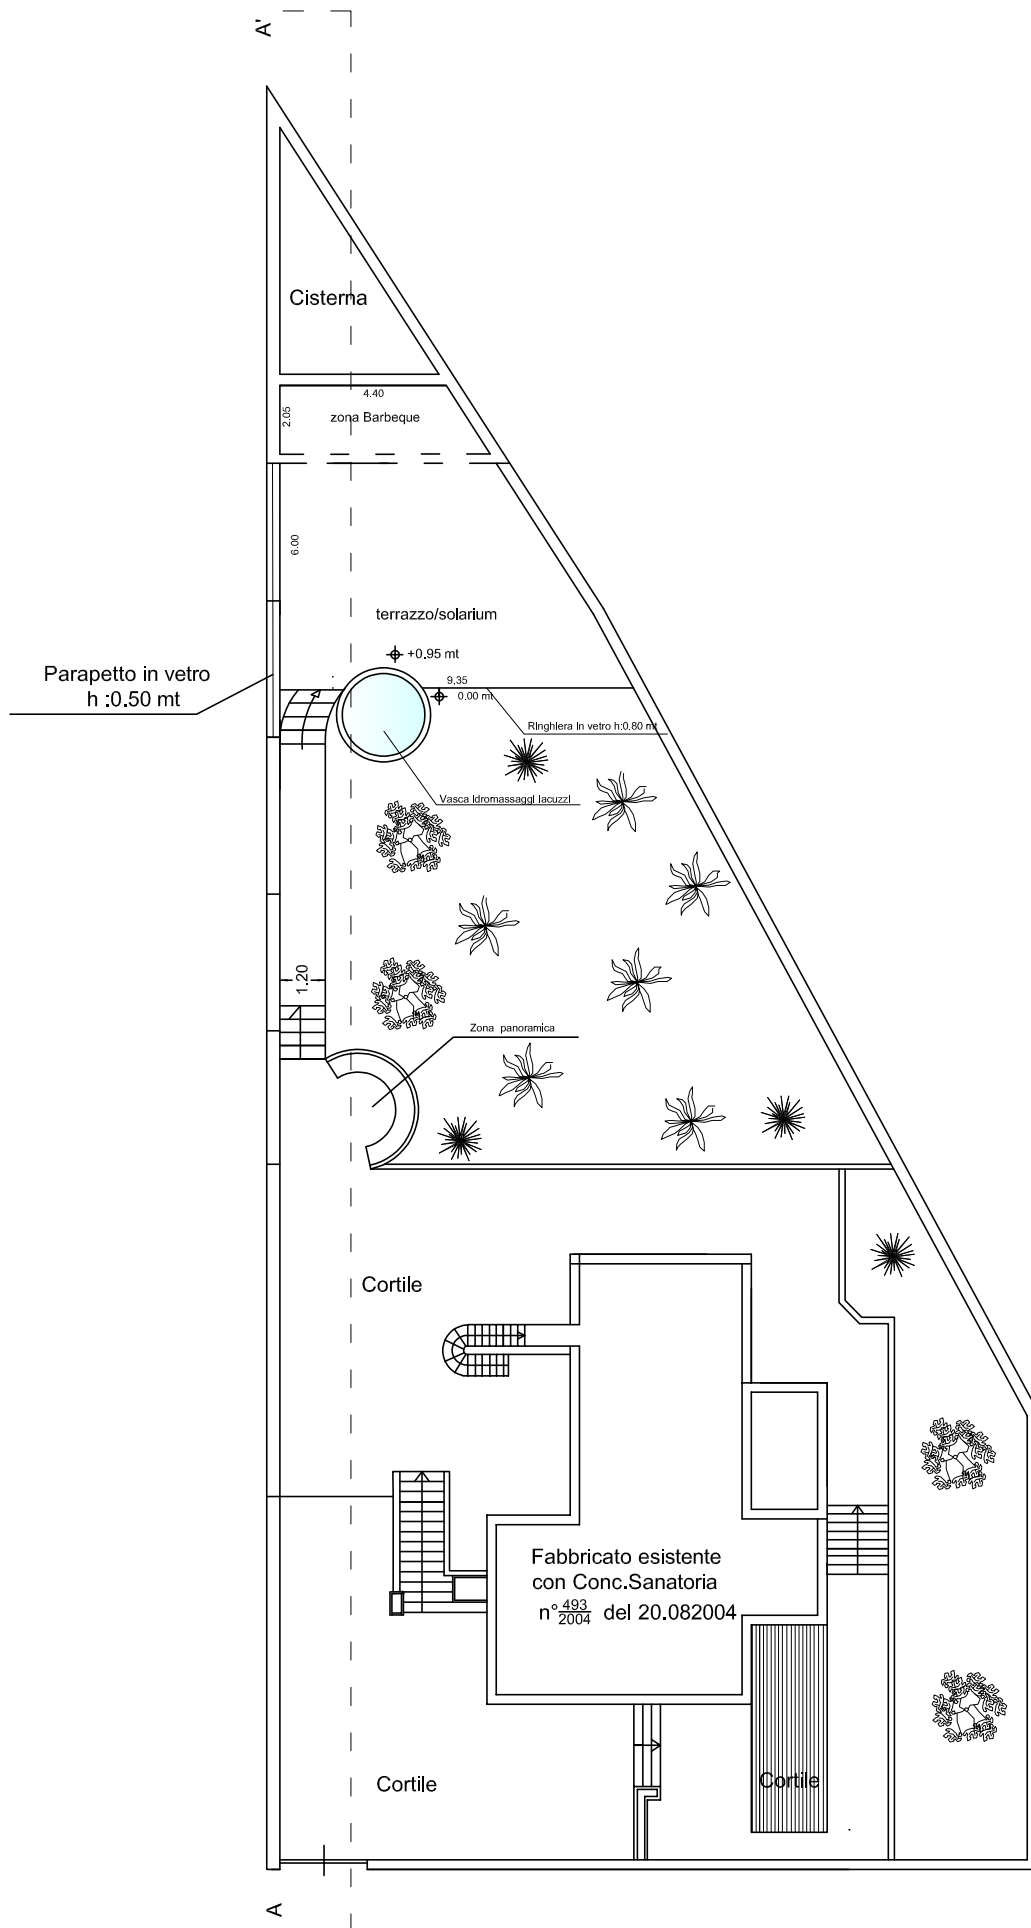 A'
Cisterna
4.40
2.05
zona Barbeque
6.00
terrazzo/solarium
+0.95 mt
Parapetto in vetro
h :0.50 mt
9,35
0.00 mt
Ringhiera in vetro h:0.80 mt
Vasca Idromassaggi Iacuzzi
1.20
Zona panoramica
Cortile
Fabbricato esistente
con Conc.Sanatoria
n° 493/2004 del 20.082004
Cortile
Cortile
A